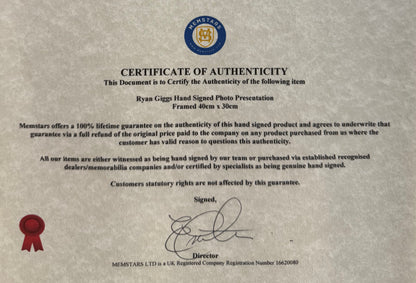 MEMSTARS
CERTIFICATE OF AUTHENTICITY
This Document is to Certify the Authenticity of the following item
Ryan Giggs Hand Signed Photo Presentation
Framed 40cm x 30cm
Memstars offers a 100% lifetime guarantee on the authenticity of this hand signed product and agrees to underwrite that
guarantee via a full refund of the original price paid to the company on any product purchased from us where the
customer has valid reason to questions this authenticity.
All our items are either witnessed as being hand signed by our team or purchased via established recognised
dealers/memorabilia companies and/or certified by specialists as being genuine hand signed.
Customers statutory rights are not affected by this guarantee.
Signed,
Director
MEMSTARS LTD is a UK Registered Company Registration Number 16620080